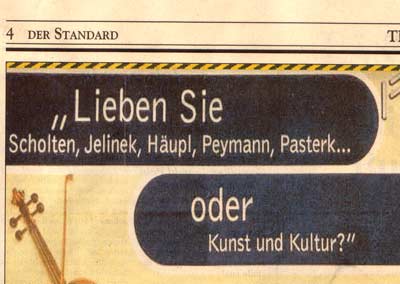 4 DER STANDARD
„Lieben Sie
Scholten, Jelinek, Häupl, Peymann, Pasterk...
oder
Kunst und Kultur?"